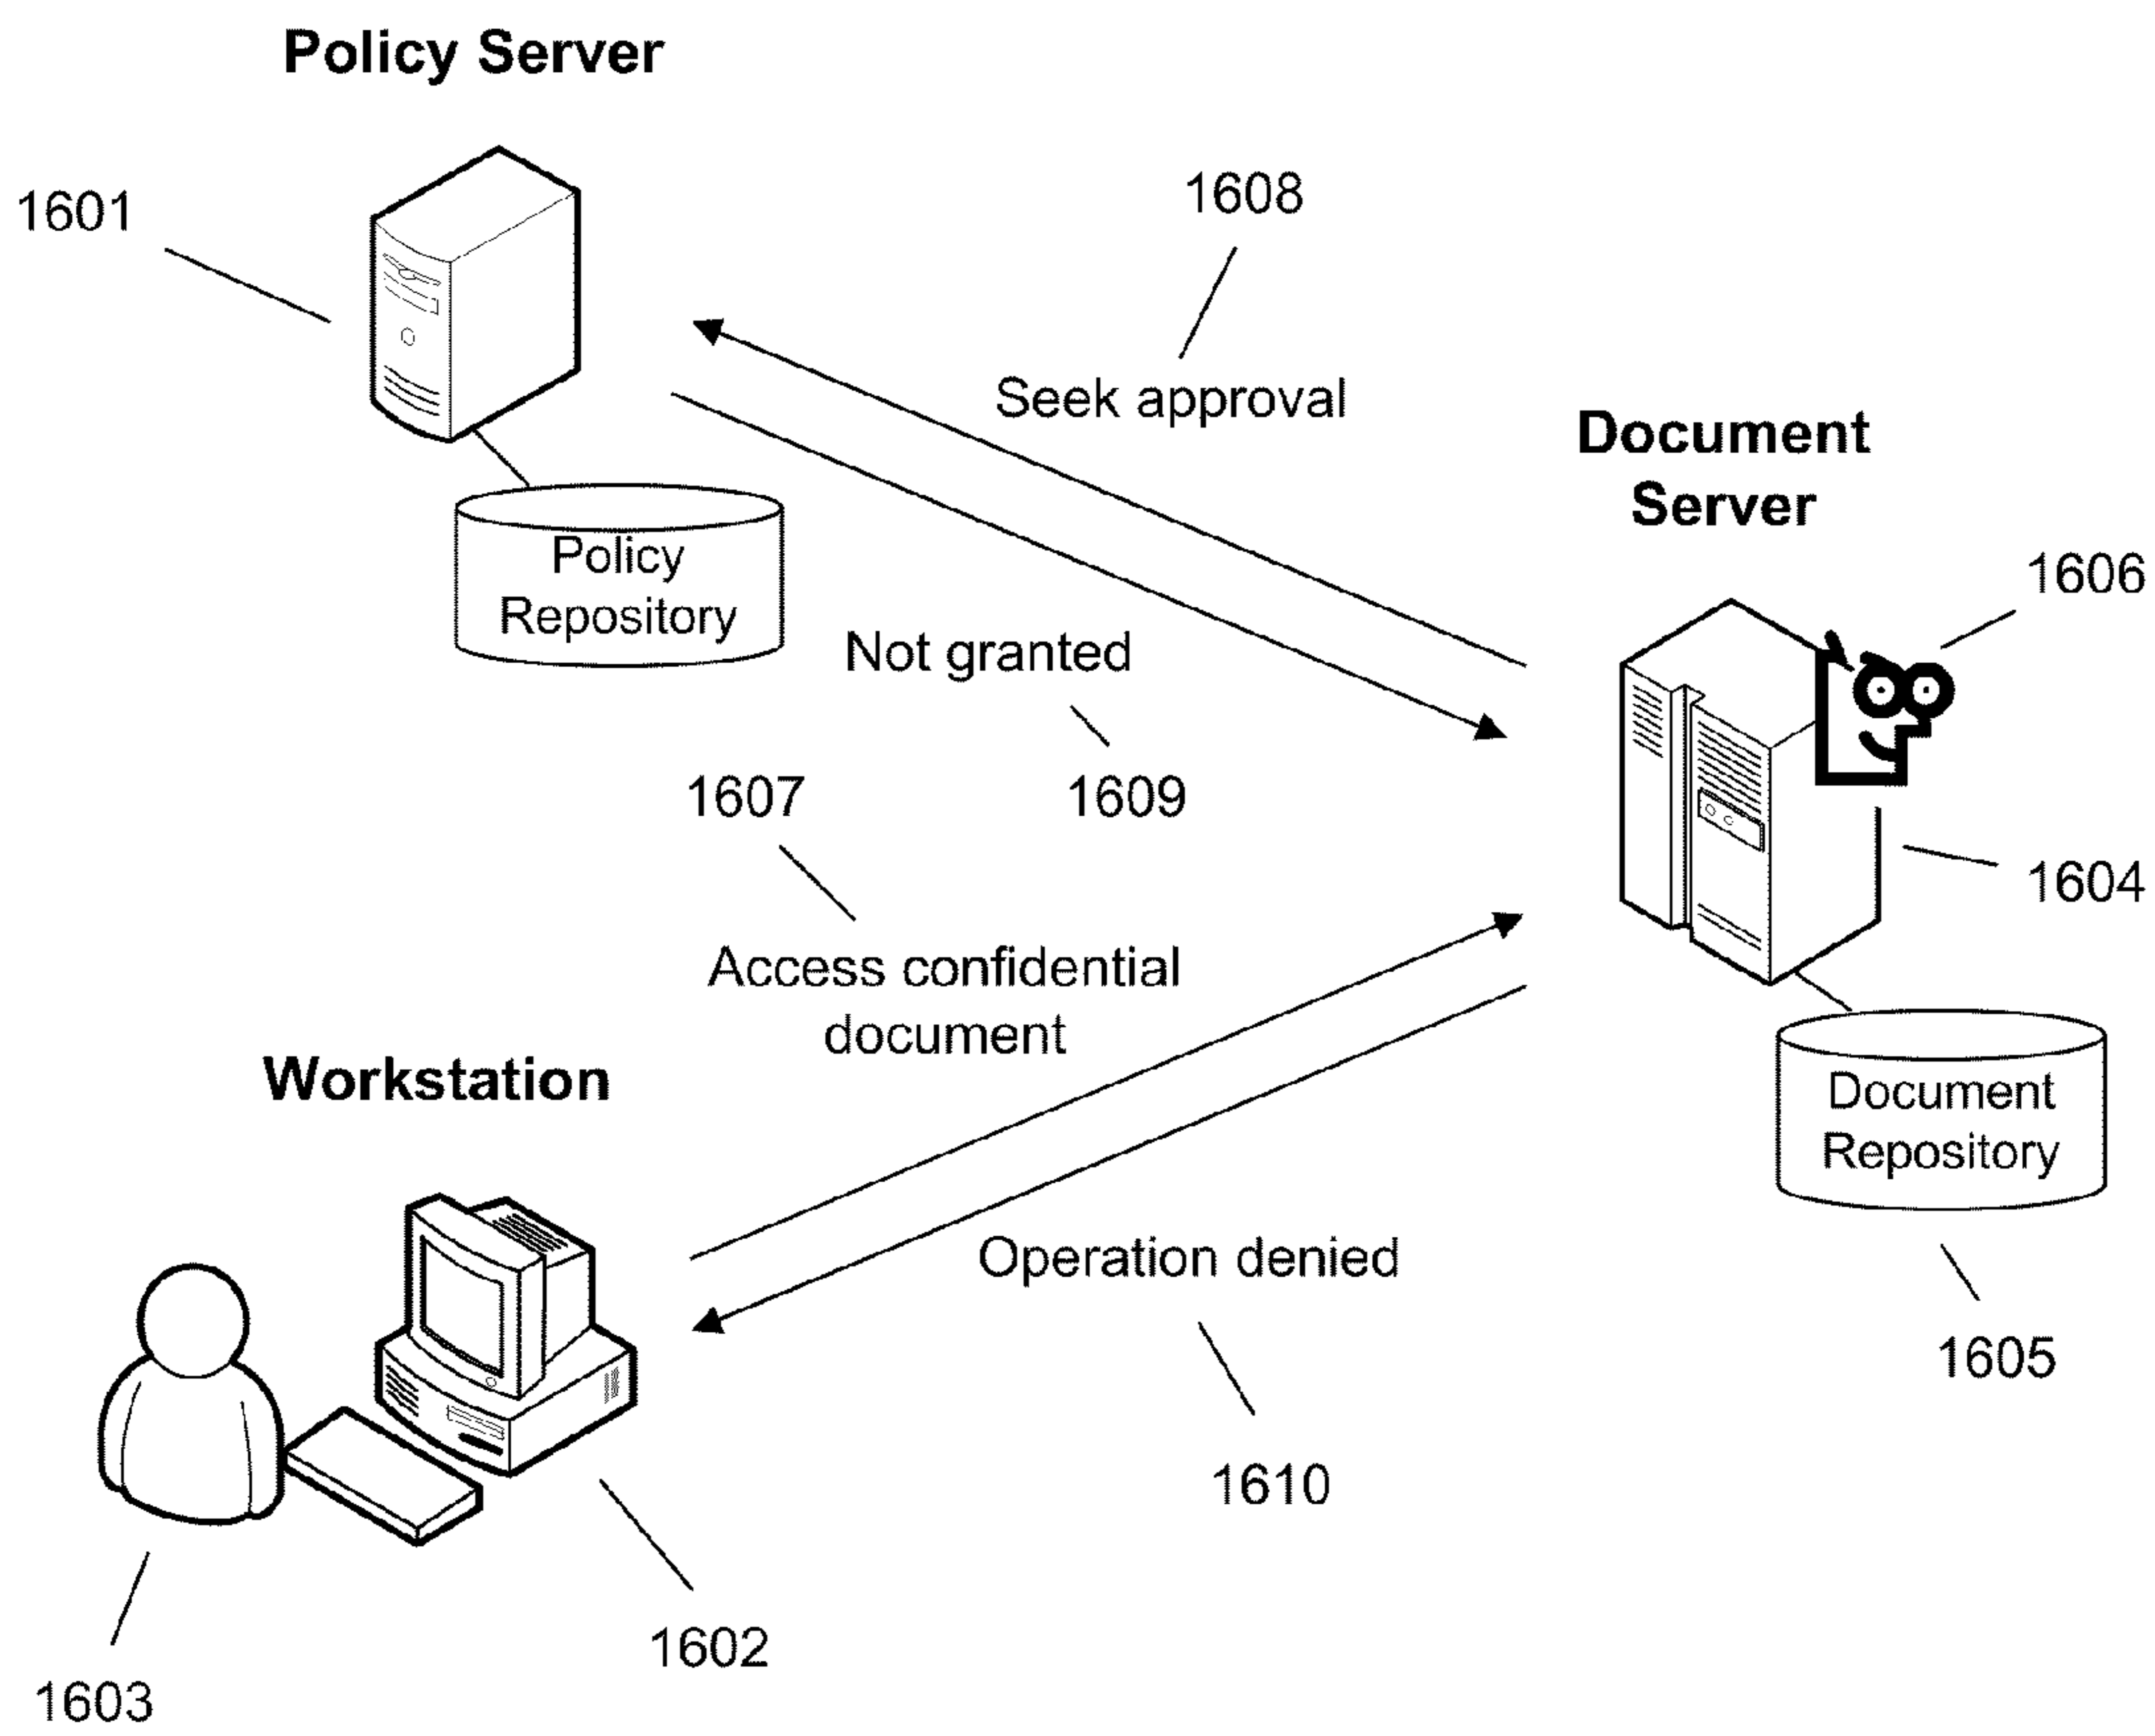 Policy Server
1601
1608
Seek approval
Document
Server
Policy
Repository
1606
Not granted
1607
1609
1604
Access confidential
document
Workstation
Document
Repository
Operation denied
1605
1610
1602
1603